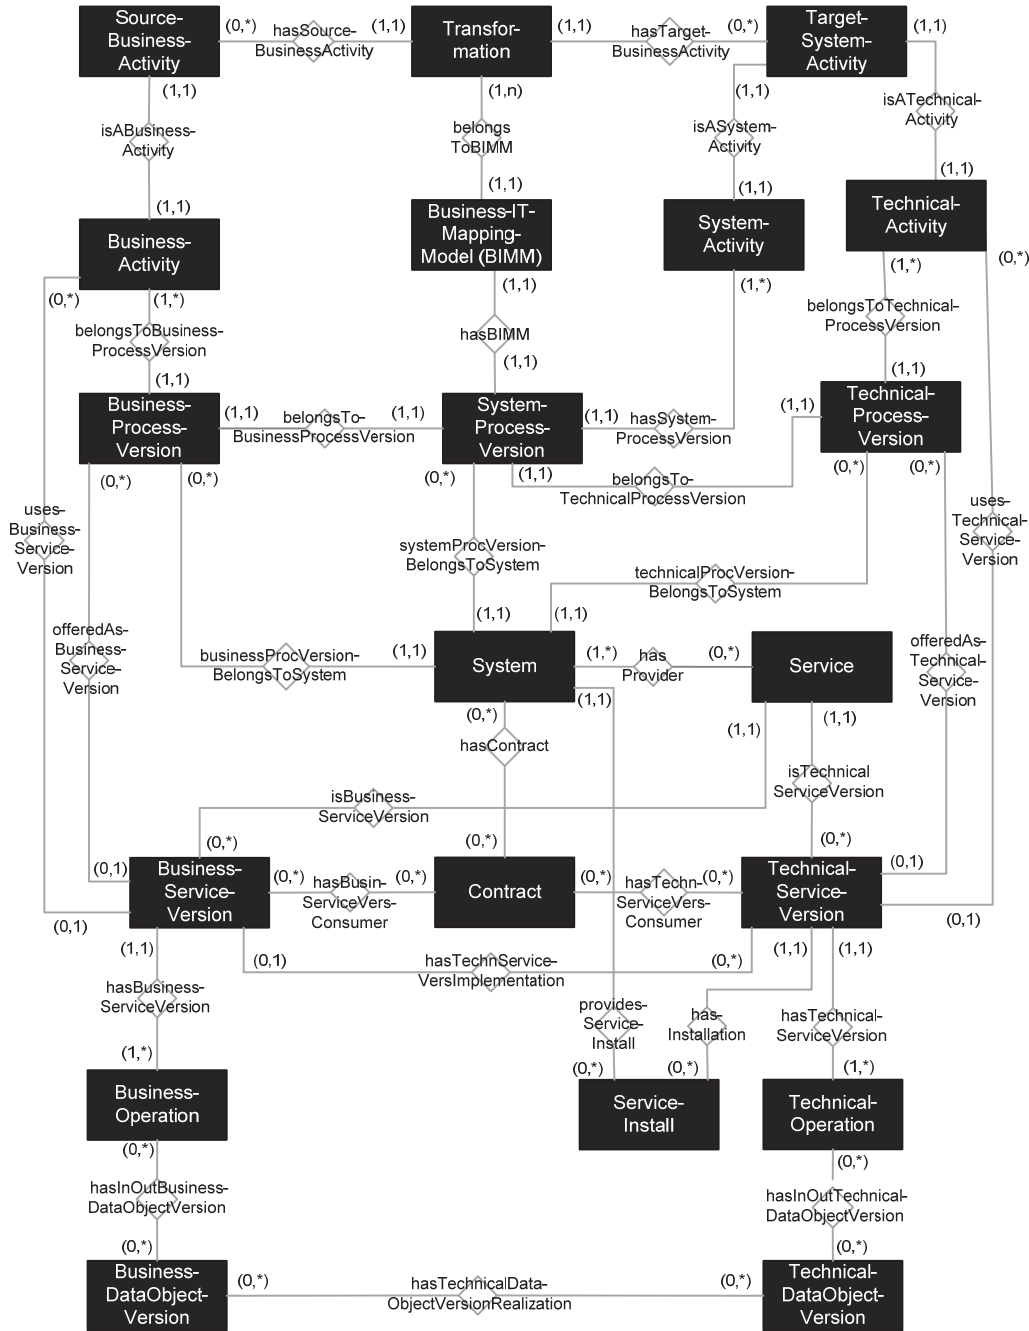 Source-
Business-
Activity
(0,*)
hasSource-
BusinessActivity
(1,1)
Transfor-
mation
(1,1)
hasTarget-
BusinessActivity
(0,*)
Target-
System-
Activity
(1,1)
(1,1)
(1,n)
(1,1)
isABusiness-
Activity
belongs
ToBIMM
isASystem-
Activity
isATechnical-
Activity
(1,1)
(1,1)
(1,1)
(1,1)
Business-
Activity
Business-IT-
Mapping-
Model (BIMM)
System-
Activity
Technical-
Activity
(0,*)
(1,*)
(1,1)
(1,*)
(1,*)
(0,*)
belongsToBusiness-
ProcessVersion
hasBIMM
belongsToTechnical-
ProcessVersion
(1,1)
(1,1)
(1,1)
Business-
Process-
Version
(1,1)
belongsTo-
BusinessProcessVersion
(1,1)
System-
Process-
Version
(1,1)
hasSystem-
ProcessVersion
(1,1)
Technical-
Process-
Version
(0,*)
(0,*)
(0,*)
(1,1)
belongsTo-
TechnicalProcessVersion
(0,*)
(0,*)
uses-
Business-
Service-
Version
systemProcVersion-
BelongsToSystem
technicalProcVersion-
BelongsToSystem
uses-
Technical-
Service-
Version
(1,1)
(1,1)
offeredAs-
Business-
Service-
Version
businessProcVersion-
BelongsToSystem
(1,1)
System
(1,*)
has
Provider
(0,*)
Service
offeredAs-
Technical-
Service-
Version
(0,*)
(1,1)
(1,1)
(1,1)
hasContract
isBusiness-
ServiceVersion
isTechnical
ServiceVersion
(0,*)
(0,*)
(0,*)
(0,1)
(0,1)
Business-
Service-
Version
(0,*)
hasBusin-
ServiceVers-
Consumer
(0,*)
Contract
(0,*)
hasTechn-
ServiceVers-
Consumer
(0,*)
Technical-
Service-
Version
(0,1)
(0,1)
(1,1)
(0,1)
hasTechnService-
VersImplementation
(0,*)
(1,1)
(1,1)
hasBusiness-
ServiceVersion
provides-
Service-
Install
has-
Installation
hasTechnical-
ServiceVersion
(1,*)
(0,*)
(0,*)
(1,*)
Business-
Operation
Service-
Install
Technical-
Operation
(0,*)
(0,*)
hasInOutBusiness-
DataObjectVersion
hasInOutTechnical-
DataObjectVersion
(0,*)
(0,*)
Business-
DataObject-
Version
(0,*)
hasTechnicalData-
ObjectVersionRealization
(0,*)
Technical-
DataObject-
Version